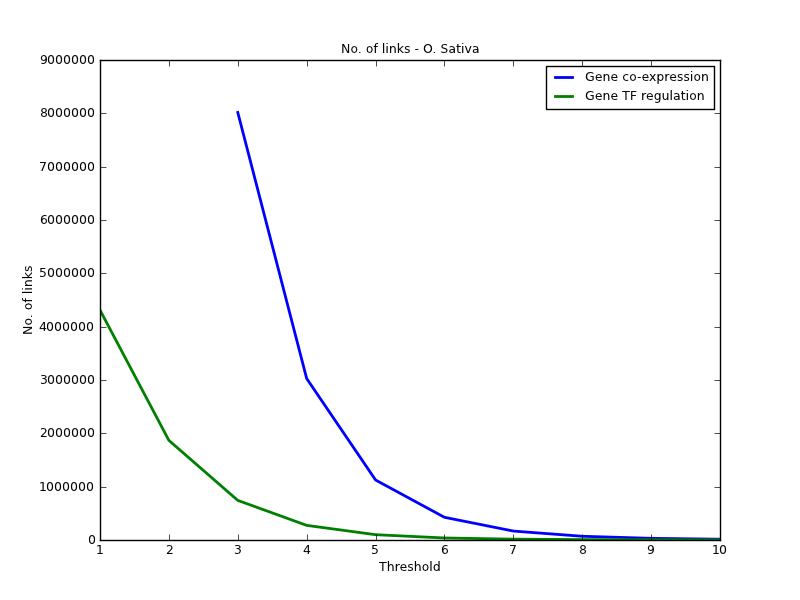 No. of links - O. Sativa
Gene co-expression
Gene TF regulation
9000000
8000000
7000000
6000000
5000000
4000000
3000000
2000000
1000000
0
No. of links
1 2 3 4 5 6 7 8 9 10
Threshold